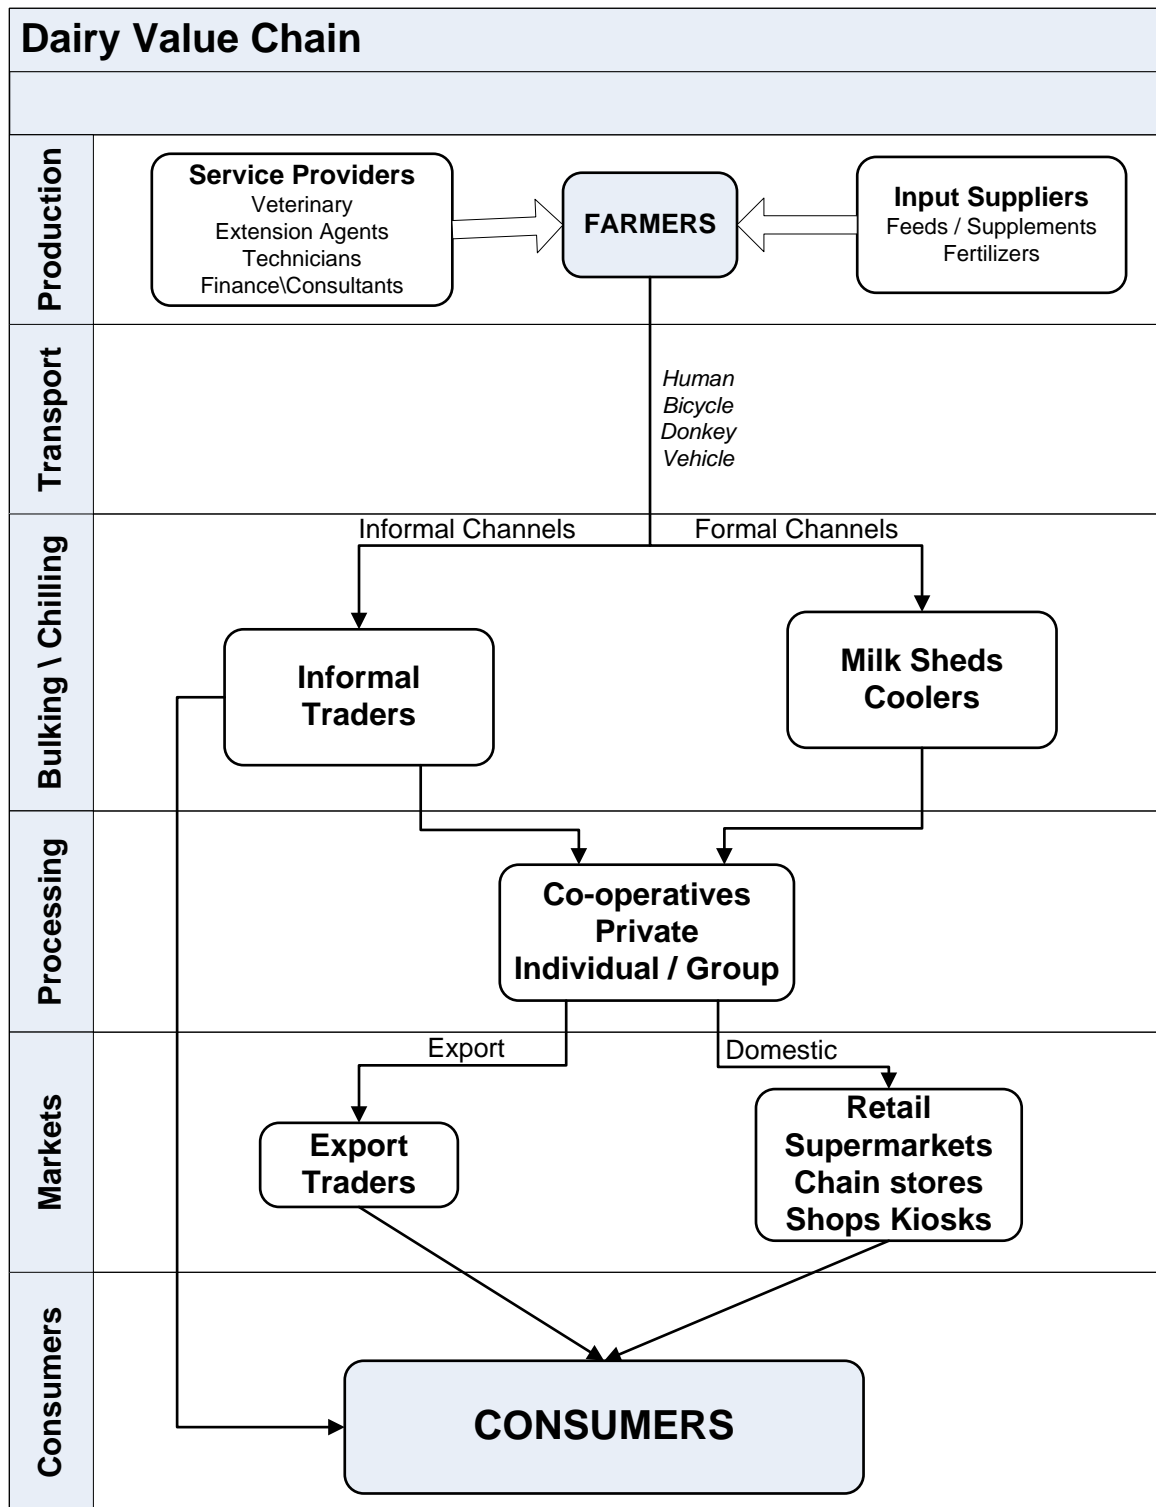 Dairy Value Chain
Production
Service Providers
Veterinary
Extension Agents
Technicians
Finance\Consultants
FARMERS
Input Suppliers
Feeds / Supplements
Fertilizers
Transport
Human
Bicycle
Donkey
Vehicle
Bulking \ Chilling
Informal Channels
Formal Channels
Informal
Traders
Milk Sheds
Coolers
Processing
Co-operatives
Private
Individual / Group
Markets
Export
Domestic
Export
Traders
Retail
Supermarkets
Chain stores
Shops Kiosks
Consumers
CONSUMERS